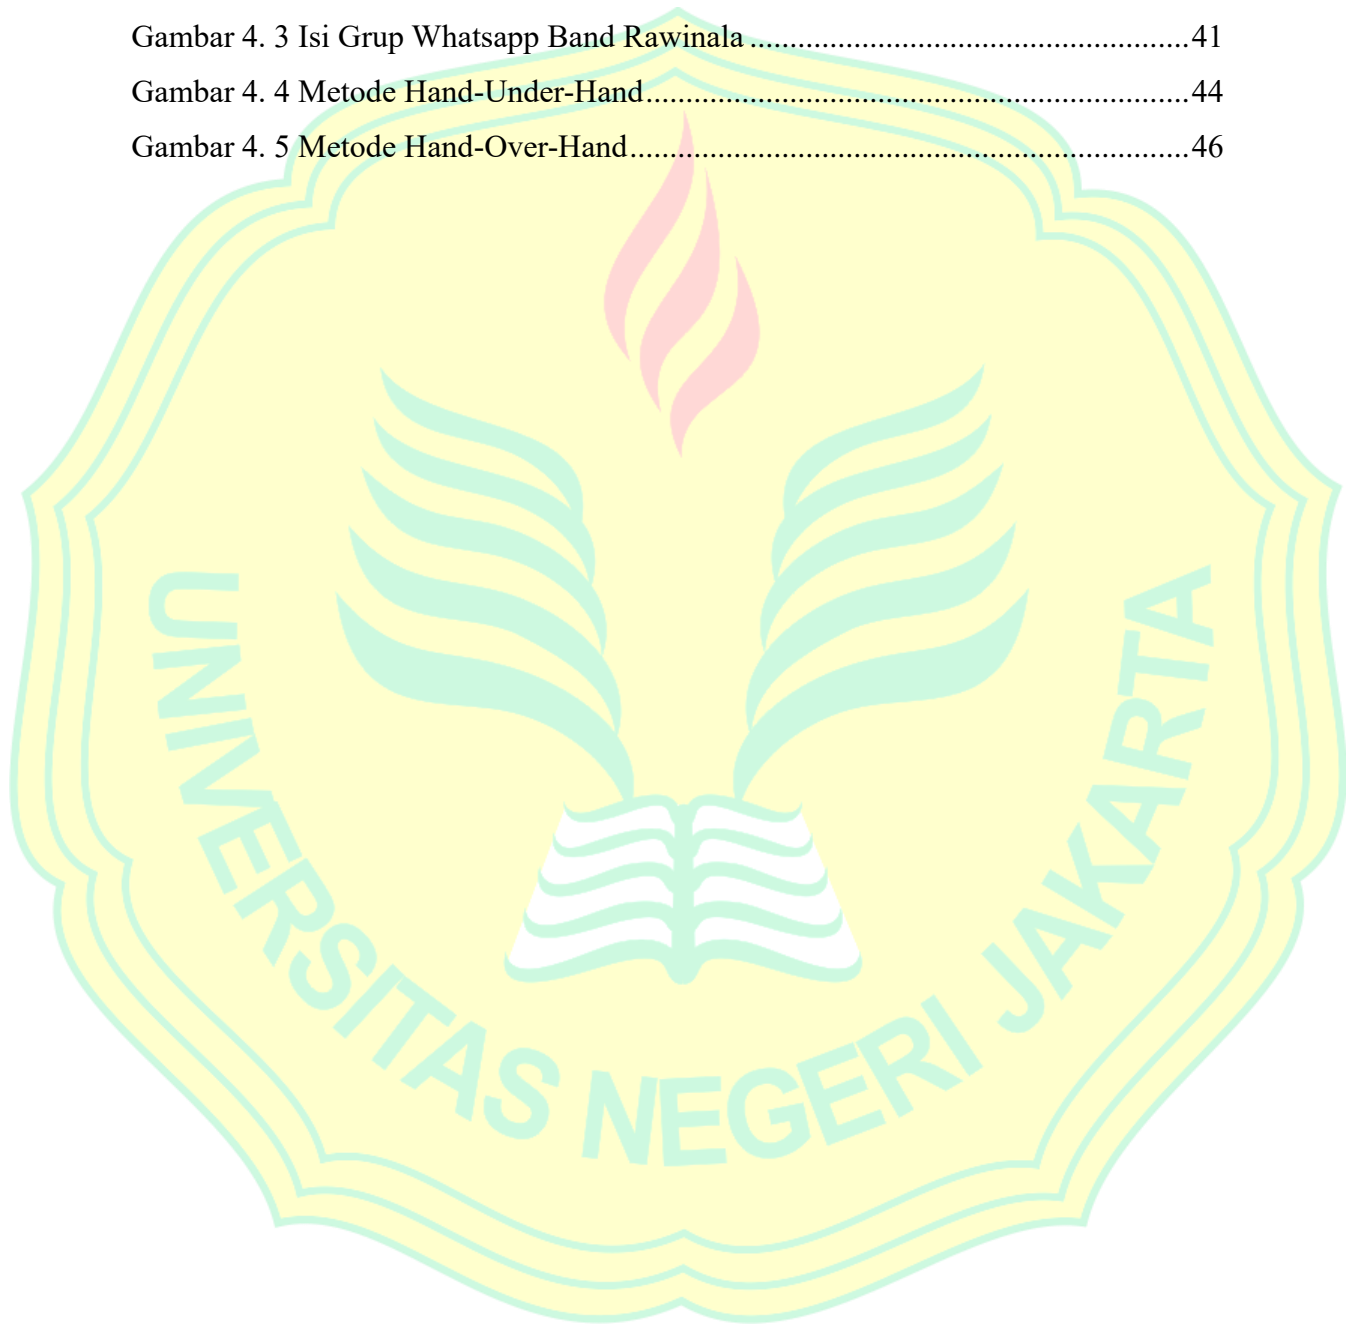 Gambar 4. 3 Isi Grup Whatsapp Band Rawinala ........................................................ 41
Gambar 4. 4 Metode Hand-Under-Hand..................................................................... 44
Gambar 4. 5 Metode Hand-Over-Hand....................................................................... 46
UNIVERSITAS NEGERI JAKARTA